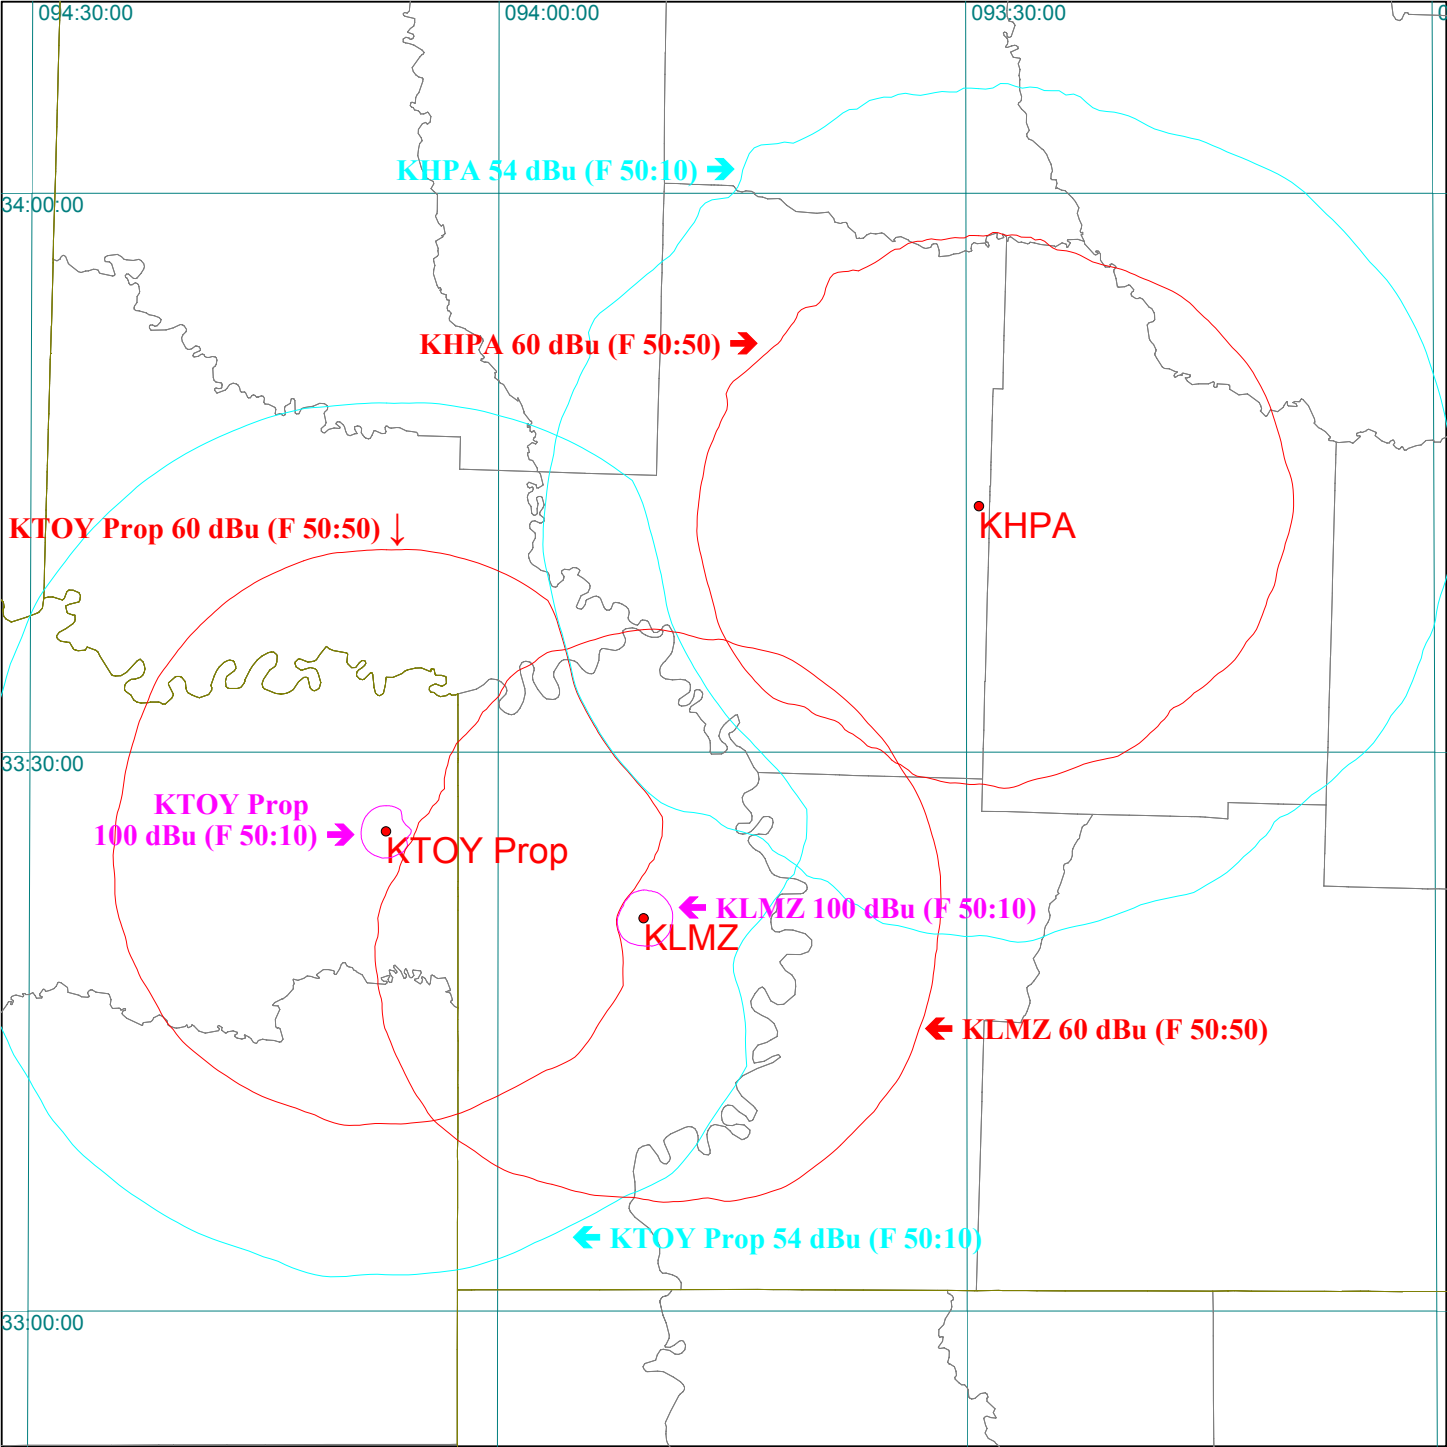 094:30:00
094:00:00
093:30:00
KHPA 54 dBu (F 50:10) 🡺
34:00:00
KHPA 60 dBu (F 50:50) 🡺
KTOY Prop 60 dBu (F 50:50) ↓
KHPA
33:30:00
KTOY Prop
100 dBu (F 50:10) 🡺
KTOY Prop
🡸 KLMZ 100 dBu (F 50:10)
KLMZ
🡸 KLMZ 60 dBu (F 50:50)
🡸 KTOY Prop 54 dBu (F 50:10)
33:00:00